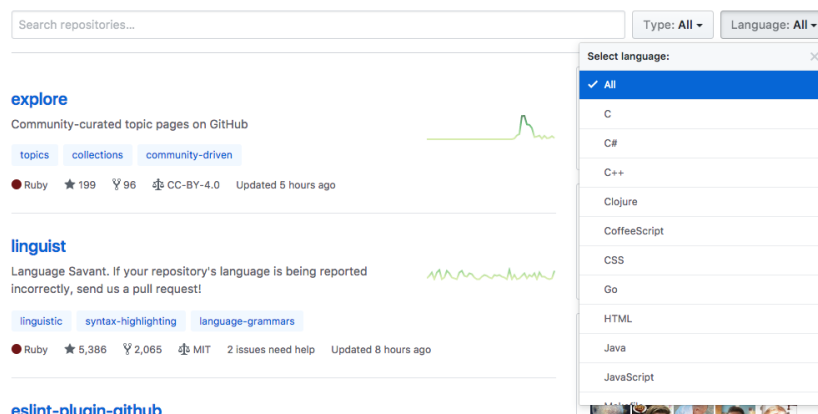 Search repositories...
Type: All
Language: All
Select language:
All
C
C#
C++
Clojure
CoffeeScript
CSS
Go
HTML
Java
JavaScript
explore
Community-curated topic pages on GitHub
topics collections community-driven
Ruby 199 96 CC-BY-4.0 Updated 5 hours ago
linguist
Language Savant. If your repository's language is being reported
incorrectly, send us a pull request!
linguistic syntax-highlighting language-grammars
Ruby 5,386 2,065 MIT 2 issues need help Updated 8 hours ago
eslint-plugin-github